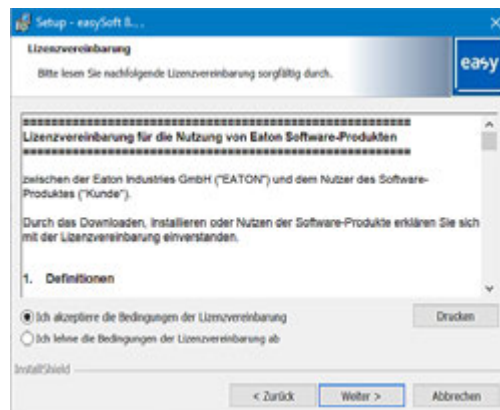 Setup - easySoft 8....
Lizenzvereinbarung
Bitte lesen Sie nachfolgende Lizenzvereinbarung sorgfältig durch.
easy
Lizenzvereinbarung für die Nutzung von Eaton Software-Produkten
zwischen der Eaton Industries GmbH ("EATON") und dem Nutzer des Software-
Produktes ("Kunde").
Durch das Downloaden, Installieren oder Nutzen der Software-Produkte erklären Sie sich
mit der Lizenzvereinbarung einverstanden.
1. Definitionen
Ich akzeptiere die Bedingungen der Lizenzvereinbarung
Drucken
Ich lehne die Bedingungen der Lizenzvereinbarung ab
InstallShield
< Zurück
Weiter >
Abbrechen